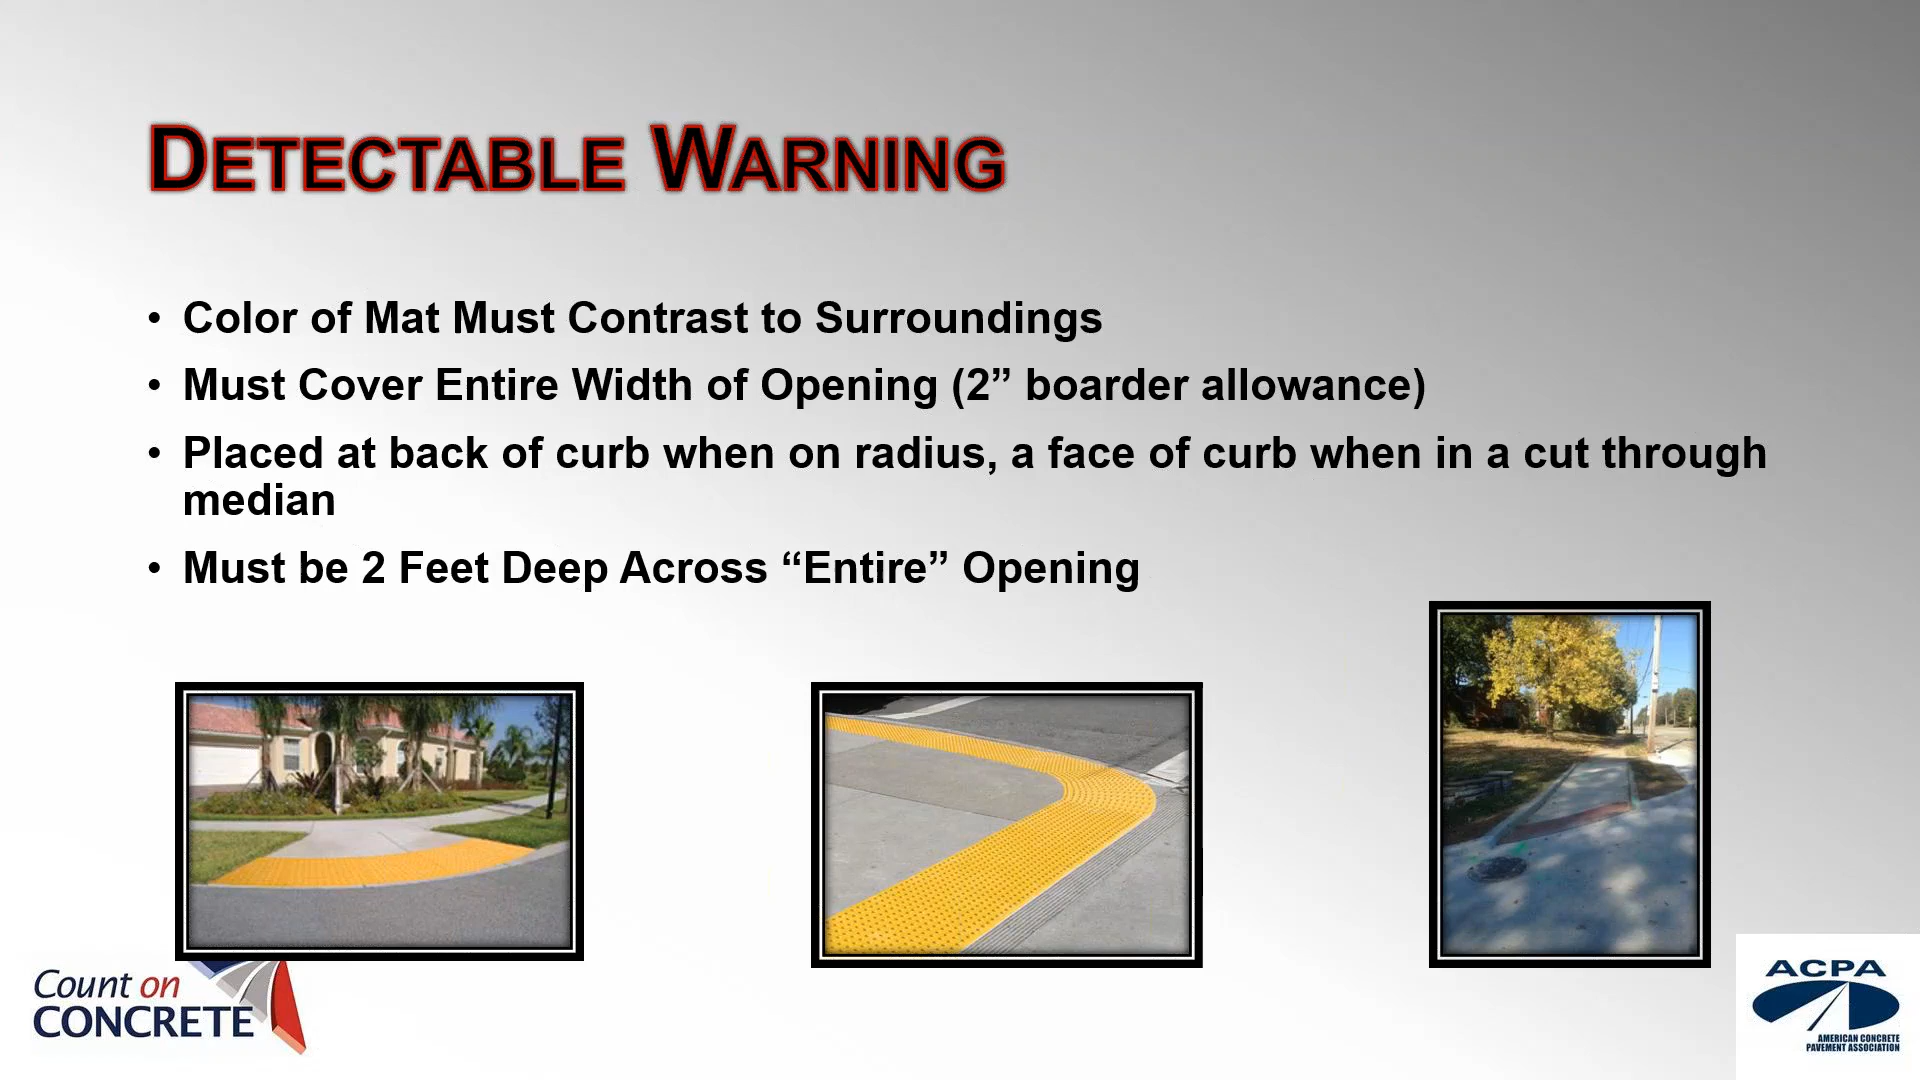 DETECTABLE WARNING
• Color of Mat Must Contrast to Surroundings
• Must Cover Entire Width of Opening (2” boarder allowance)
• Placed at back of curb when on radius, a face of curb when in a cut through
median
• Must be 2 Feet Deep Across “Entire” Opening
Count on
CONCRETE
ACPA
AMERICAN CONCRETE
PAVEMENT ASSOCIATION